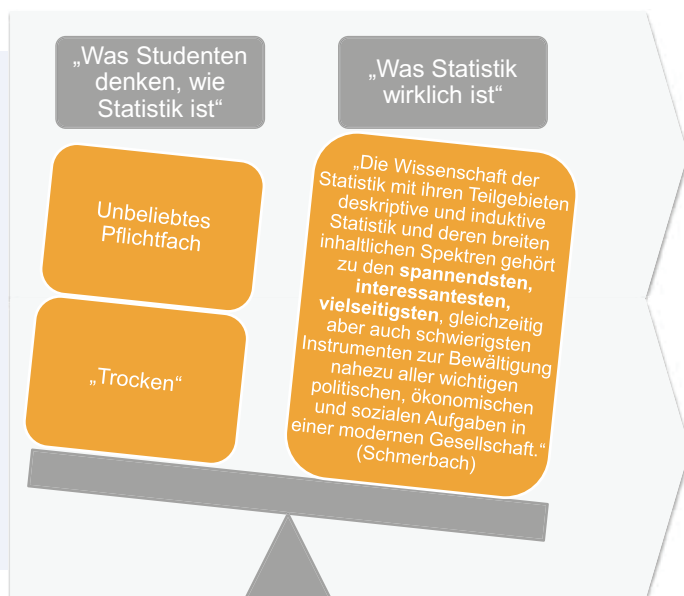 „Was Studenten
denken, wie
Statistik ist“
Unbeliebtes
Pflichtfach
„Trocken“
„Was Statistik
wirklich ist“
„Die Wissenschaft der
Statistik mit ihren Teilgebieten
deskriptive und induktive
Statistik und deren breiten
inhaltlichen Spektren gehört
zu den spannendsten,
interessantesten,
vielseitigsten, gleichzeitig
aber auch schwierigsten
Instrumenten zur Bewältigung
nahezu aller wichtigen
politischen, ökonomischen
und sozialen Aufgaben in
einer modernen Gesellschaft.“
(Schmerbach)